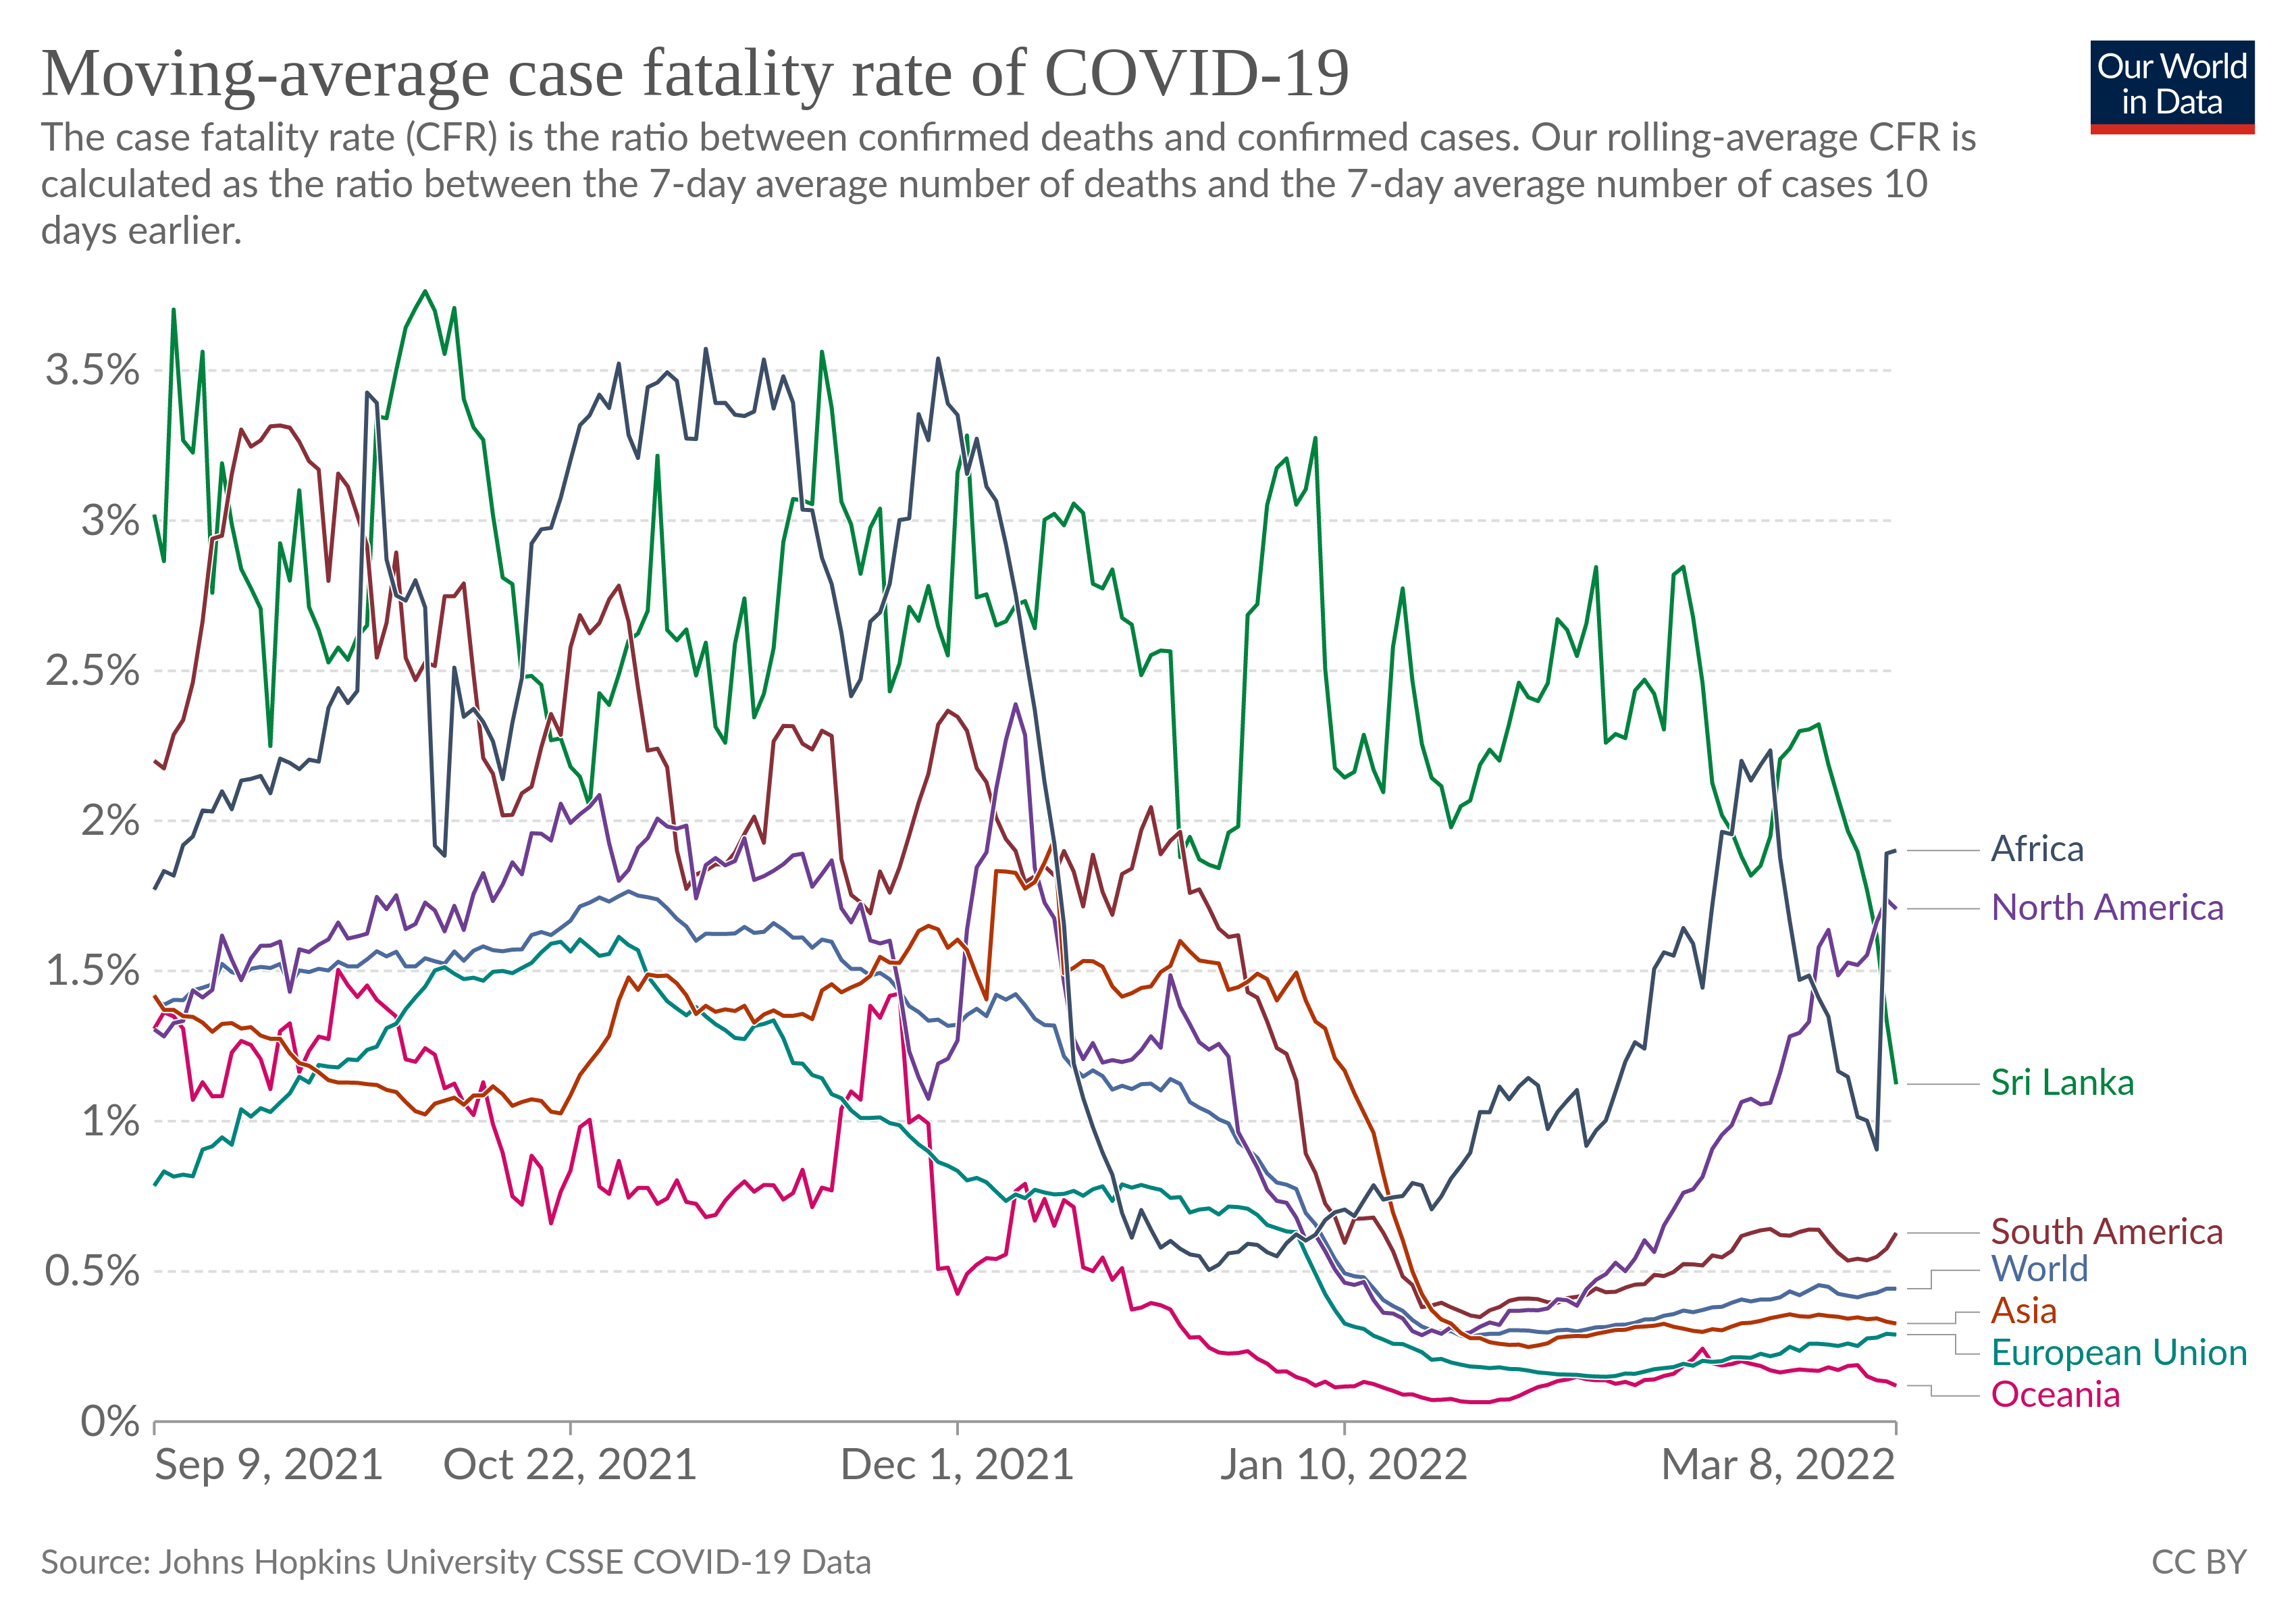 Moving-average case fatality rate of COVID-19
Our World
in Data
The case fatality rate (CFR) is the ratio between confirmed deaths and confirmed cases. Our rolling-average CFR is
calculated as the ratio between the 7-day average number of deaths and the 7-day average number of cases 10
days earlier.
3.5%
3%
2.5%
2%
1.5%
1%
0.5%
0%
Africa
North America
Sri Lanka
South America
World
Asia
European Union
Oceania
Sep 9, 2021
Oct 22, 2021
Dec 1, 2021
Jan 10, 2022
Mar 8, 2022
Source: Johns Hopkins University CSSE COVID-19 Data
CC BY